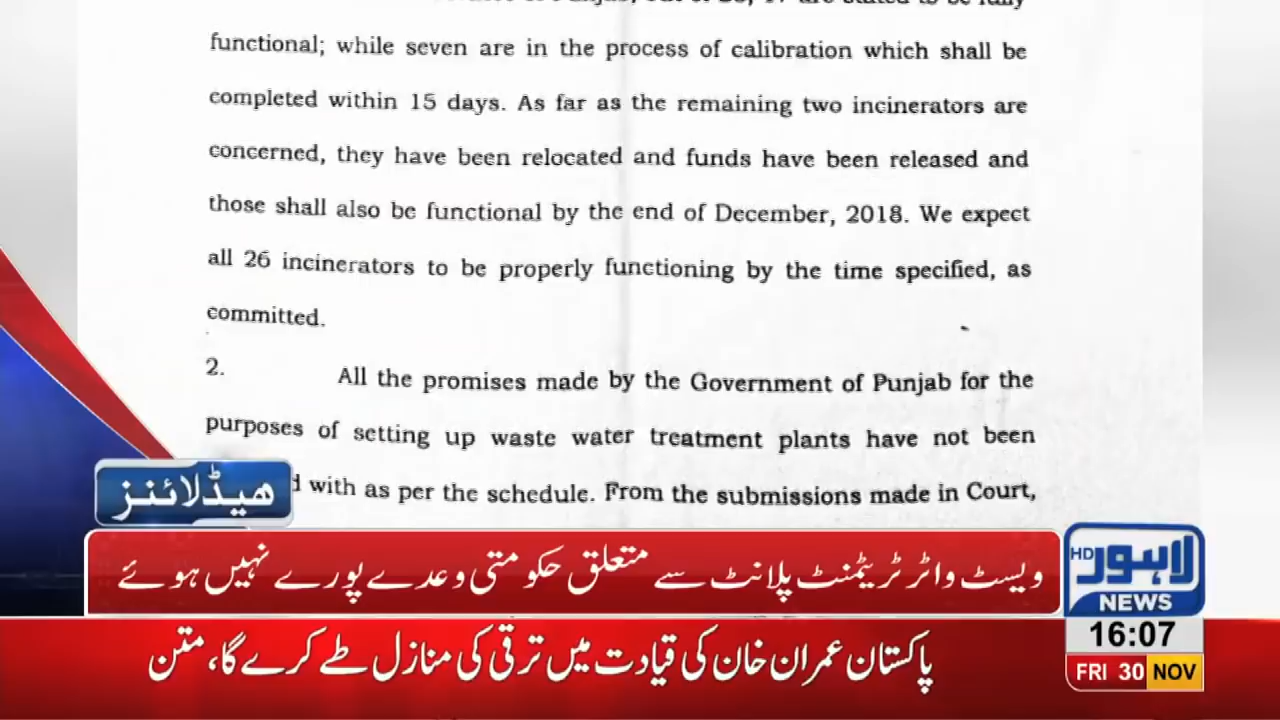 functional; while seven are in the process of calibration which shall be
completed within 15 days. As far as the remaining two incinerators are
concerned, they have been relocated and funds have been released and
those shall also be functional by the end of December, 2018. We expect
all 26 incinerators to be properly functioning by the time specified, as
committed.
2. All the promises made by the Government of Punjab for the
purposes of setting up waste water treatment plants have not been
with as per the schedule. From the submissions made in Court,
ھیڈلائنز
ویسٹ واٹر ٹریٹمنٹ پلانٹ سے متعلق حکومتی وعدے پورے نہیں ہوئے
لاہور HD
NEWS
16:07
پاکستان عمران خان کی قیادت میں ترقی کی منازل طے کرے گا، متن
FRI 30 NOV